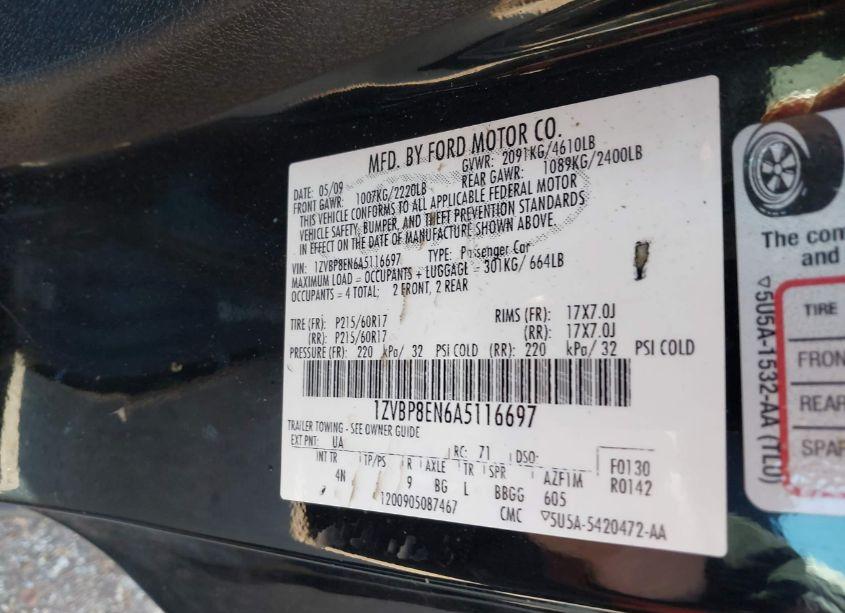 MFD. BY FORD MOTOR CO.
DATE: 05/09 GVWR: 2091KG/4610LB
FRONT GAWR: 1007KG/2220LB REAR GAWR: 1089KG/2400LB
THIS VEHICLE CONFORMS TO ALL APPLICABLE FEDERAL MOTOR
VEHICLE SAFETY, BUMPER, AND THEFT PREVENTION STANDARDS
IN EFFECT ON THE DATE OF MANUFACTURE SHOWN ABOVE.
VIN: 1ZVBP8EN6A5116697 TYPE: Passenger Car
MAXIMUM LOAD = OCCUPANTS + LUGGAGE = 301KG/ 664LB
OCCUPANTS = 4 TOTAL: 2 FRONT, 2 REAR
TIRE (FR): P215/60R17 RIMS (FR): 17X7.0J
(RR): P215/60R17 (RR): 17X7.0J
PRESSURE (FR): 220 kPa/ 32 PSI COLD (RR): 220 kPa/ 32 PSI COLD
1ZVBP8EN6A5116697
TRAILER TOWING - SEE OWNER GUIDE
EXT PNT: UA RC: 71 DSO:
INT TR TP/PS R AXLE TR SPR AZF1M F0130
4N 9 BG L BBGG 605 R0142
1200905087467 CMC ▽5U5A-5420472-AA
The com
and
TIRE
FRON
REAR
SPAR
▽5U5A-1532-AA (TLU)